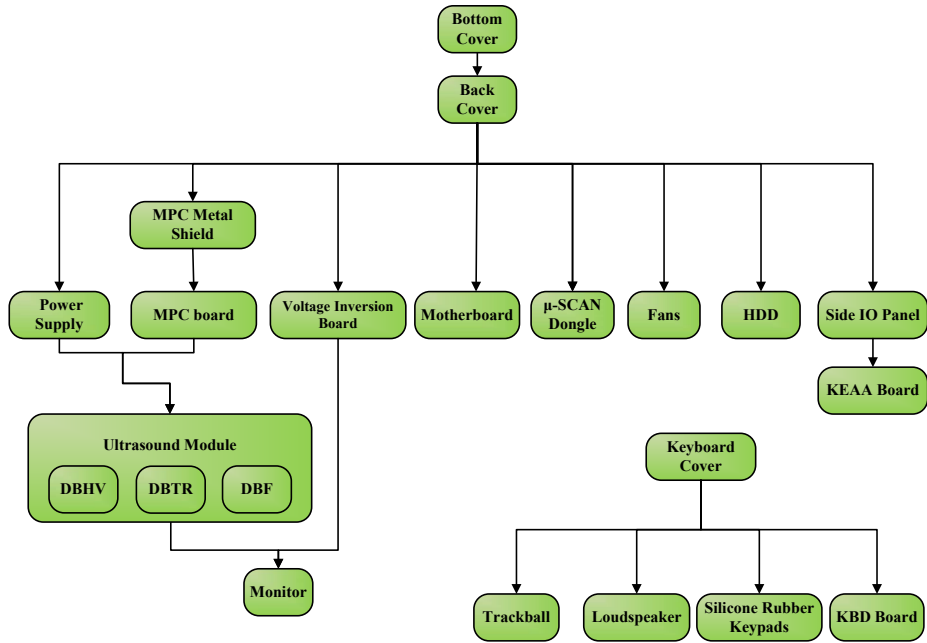 Bottom
Cover
Back
Cover
MPC Metal
Shield
Power
Supply
MPC board
Voltage Inversion
Board
Motherboard
μ-SCAN
Dongle
Fans
HDD
Side IO Panel
KEAA Board
Ultrasound Module
DBHV
DBTR
DBF
Keyboard
Cover
Monitor
Trackball
Loudspeaker
Silicone Rubber
Keypads
KBD Board